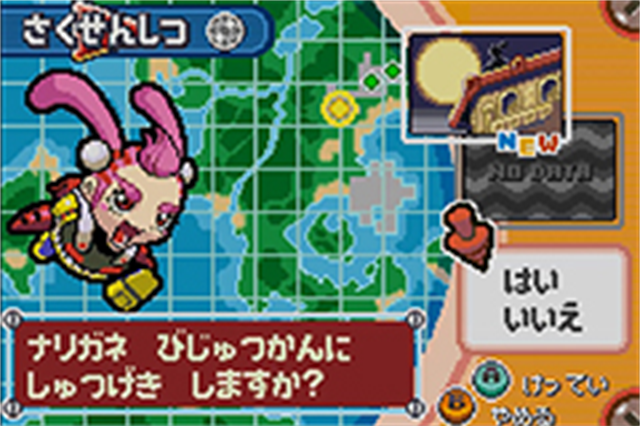 さくせんしつ
NEW
NO DATA
はい
いいえ
ナリガネ びじゅつかんに
しゅつげき しますか?
A けってい
B やめる